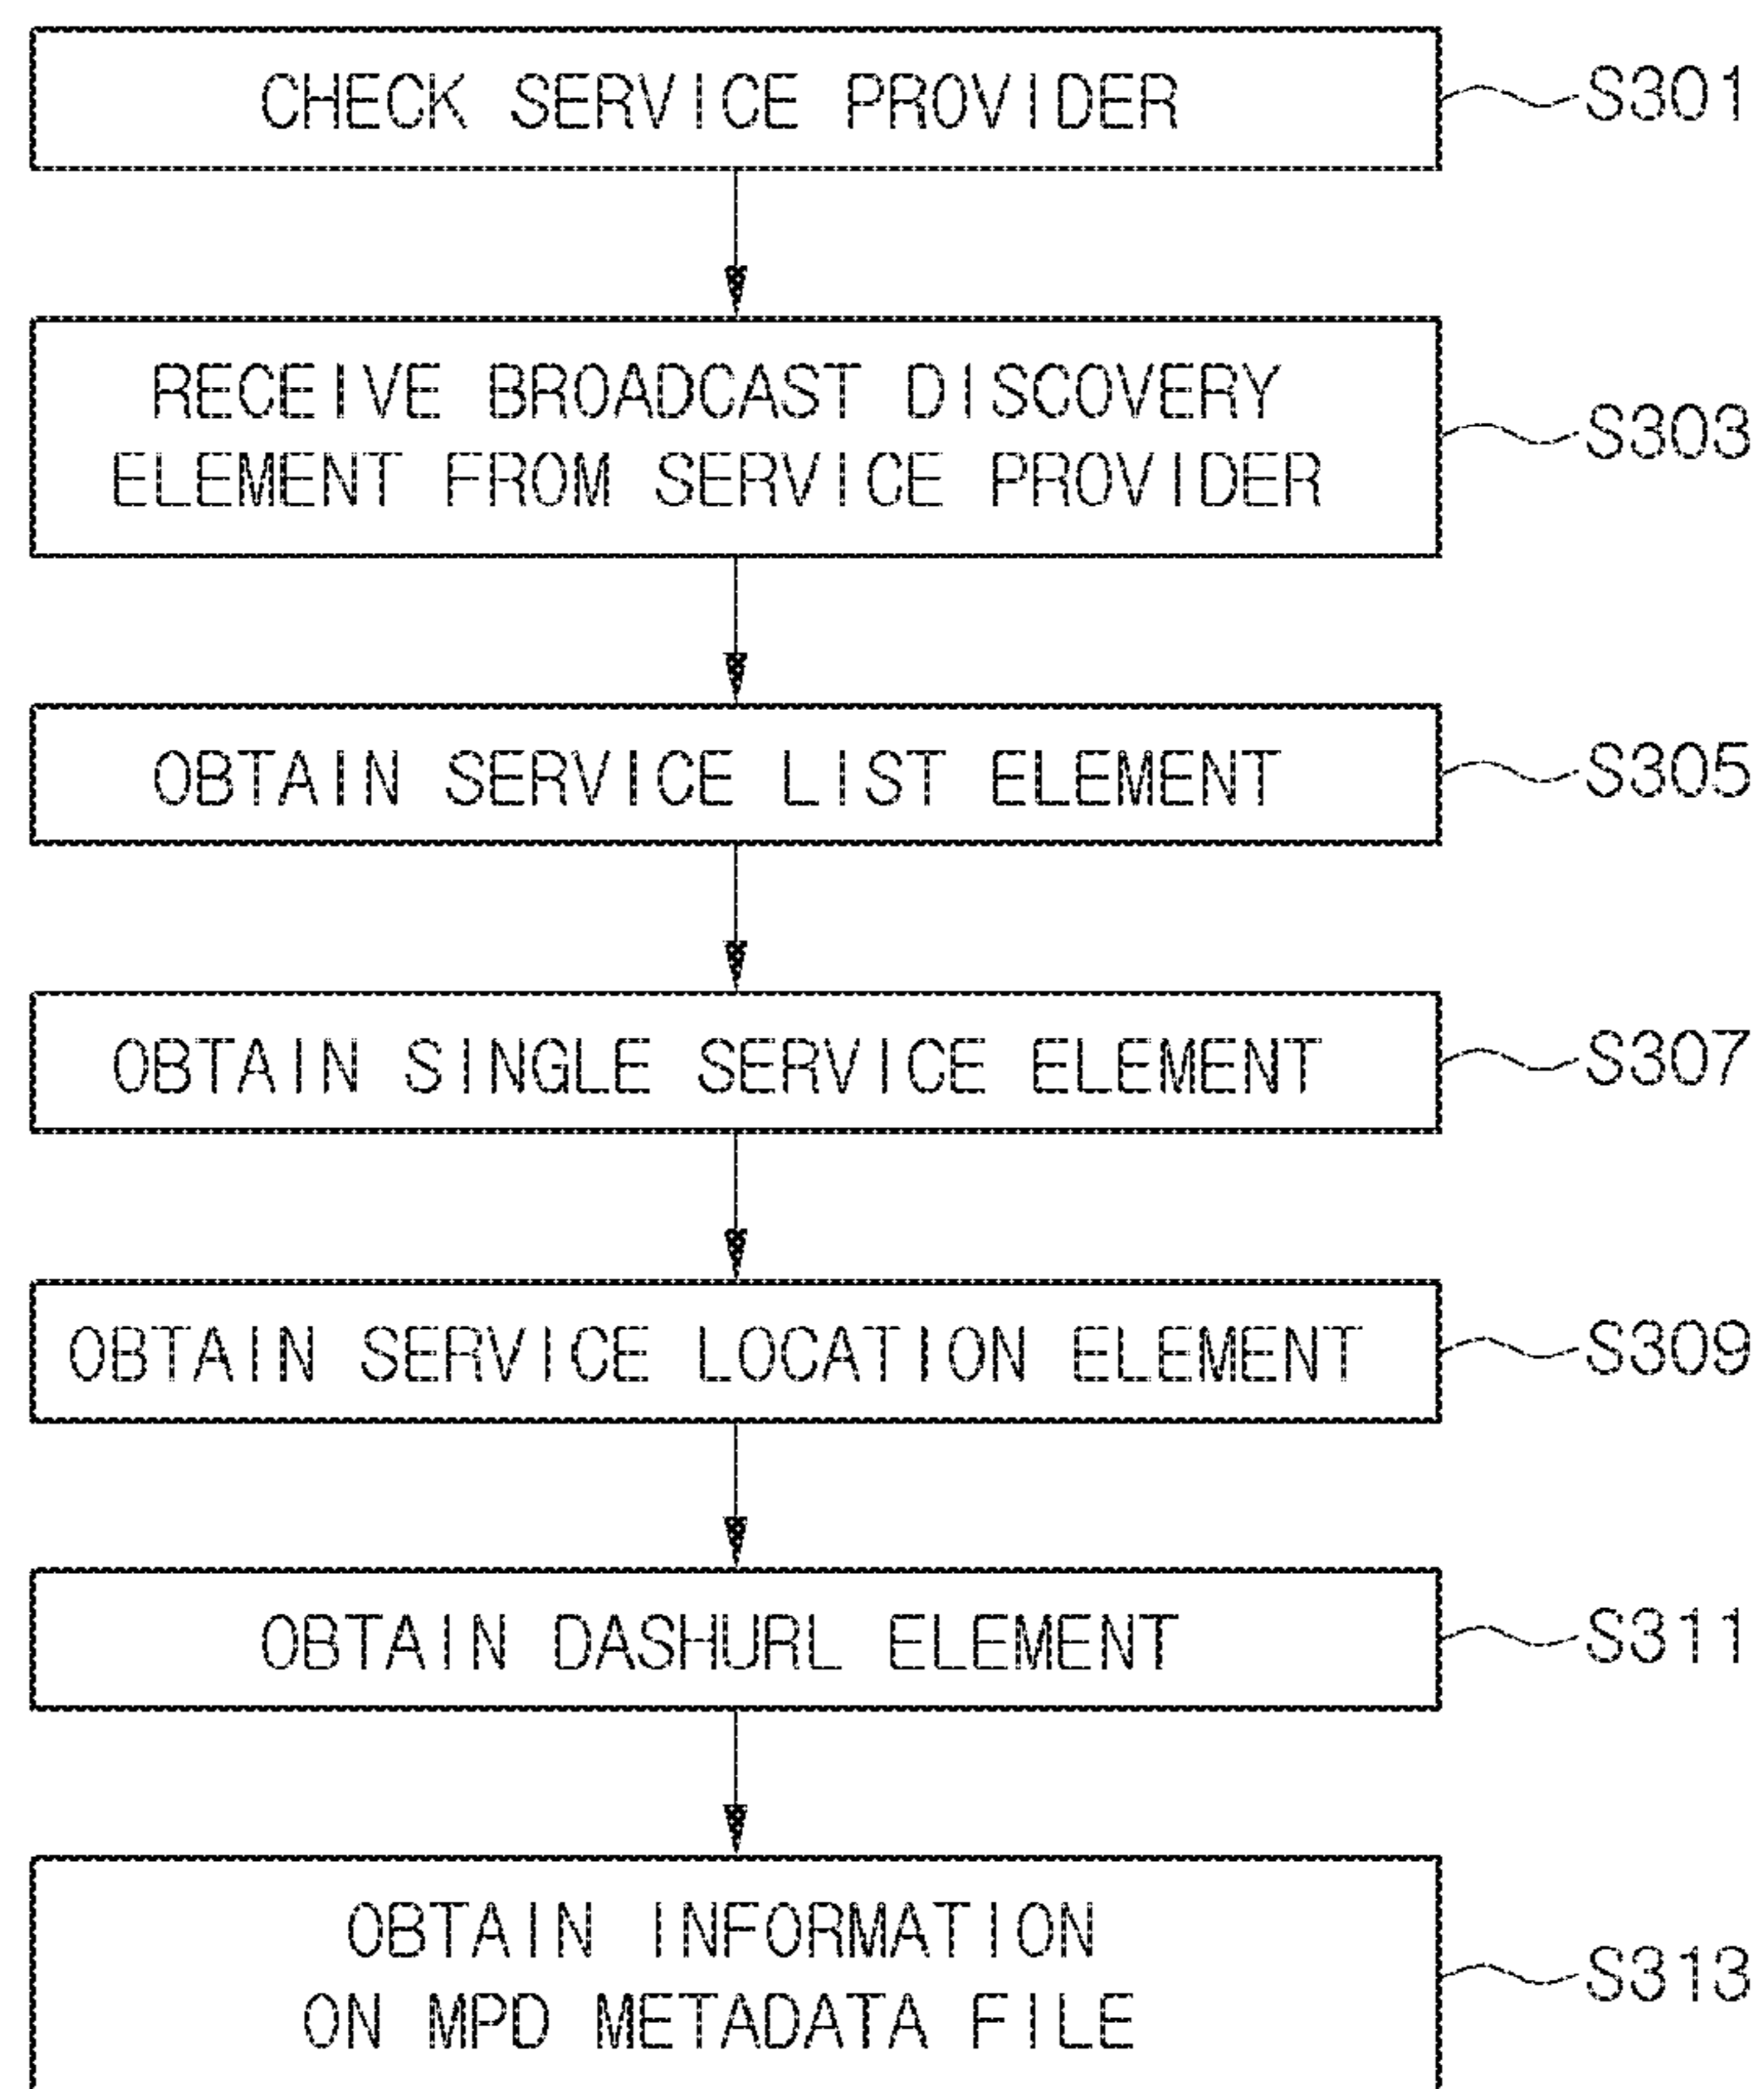 CHECK SERVICE PROVIDER
S301
RECEIVE BROADCAST DISCOVERY
ELEMENT FROM SERVICE PROVIDER
S303
OBTAIN SERVICE LIST ELEMENT
S305
OBTAIN SINGLE SERVICE ELEMENT
S307
OBTAIN SERVICE LOCATION ELEMENT
S309
OBTAIN DASHURL ELEMENT
S311
OBTAIN INFORMATION
ON MPD METADATA FILE
S313